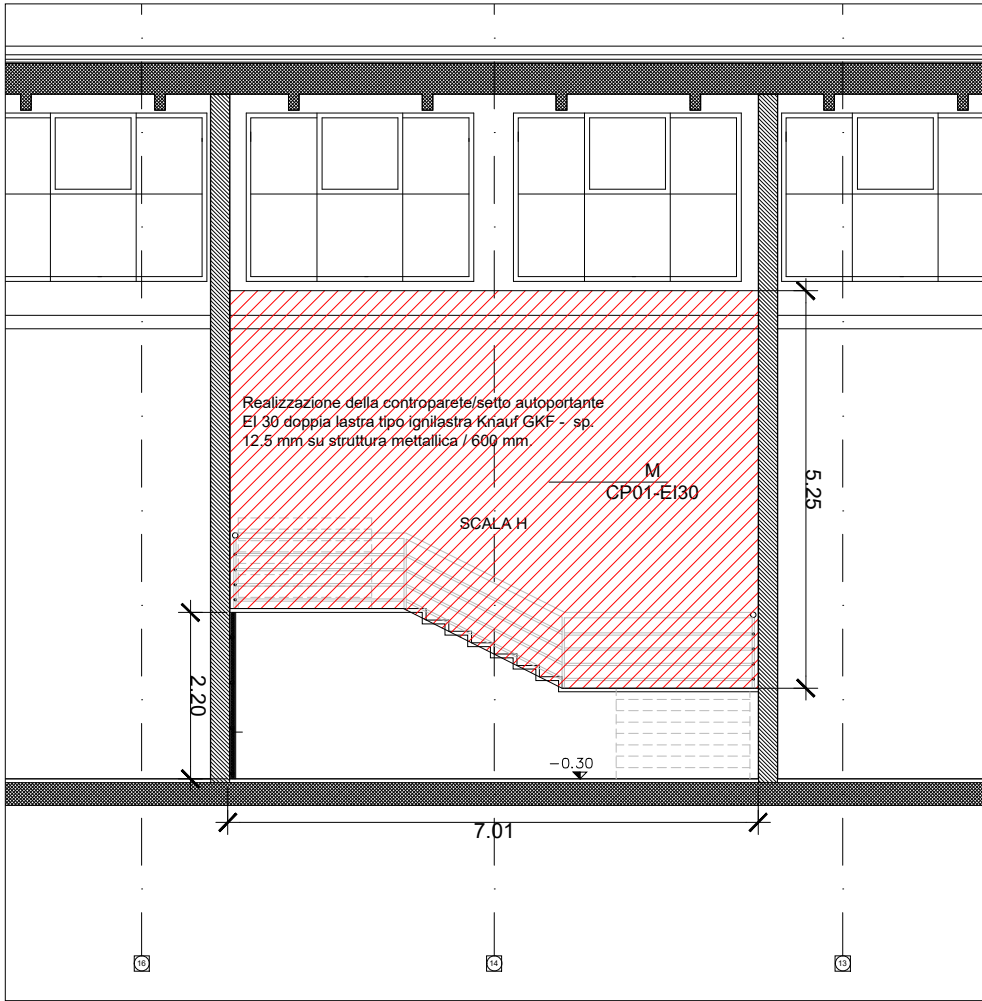 Realizzazione della controparete/setto autoportante
EI 30 doppia lastra tipo ignilastra Knauf GKF - sp.
12.5 mm su struttura mettallica / 600 mm.
M
CP01-EI30
5.25
SCALA H
2.20
-0.30
7.01
16
14
13